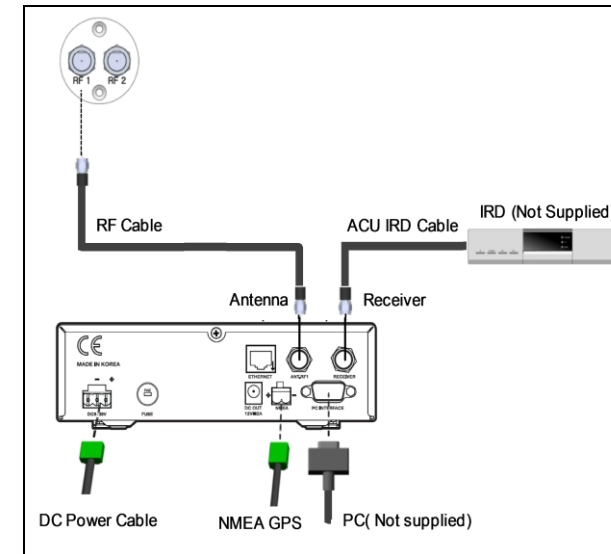 RF 1 RF 2
RF Cable
ACU IRD Cable
IRD (Not Supplied
Antenna
Receiver
CE
MADE IN KOREA
ETHERNET
ANT/RF1
RECEIVER
DC OUT
NMEA
PC INTERFACE
FUSE
DC Power Cable
NMEA GPS
PC( Not supplied)